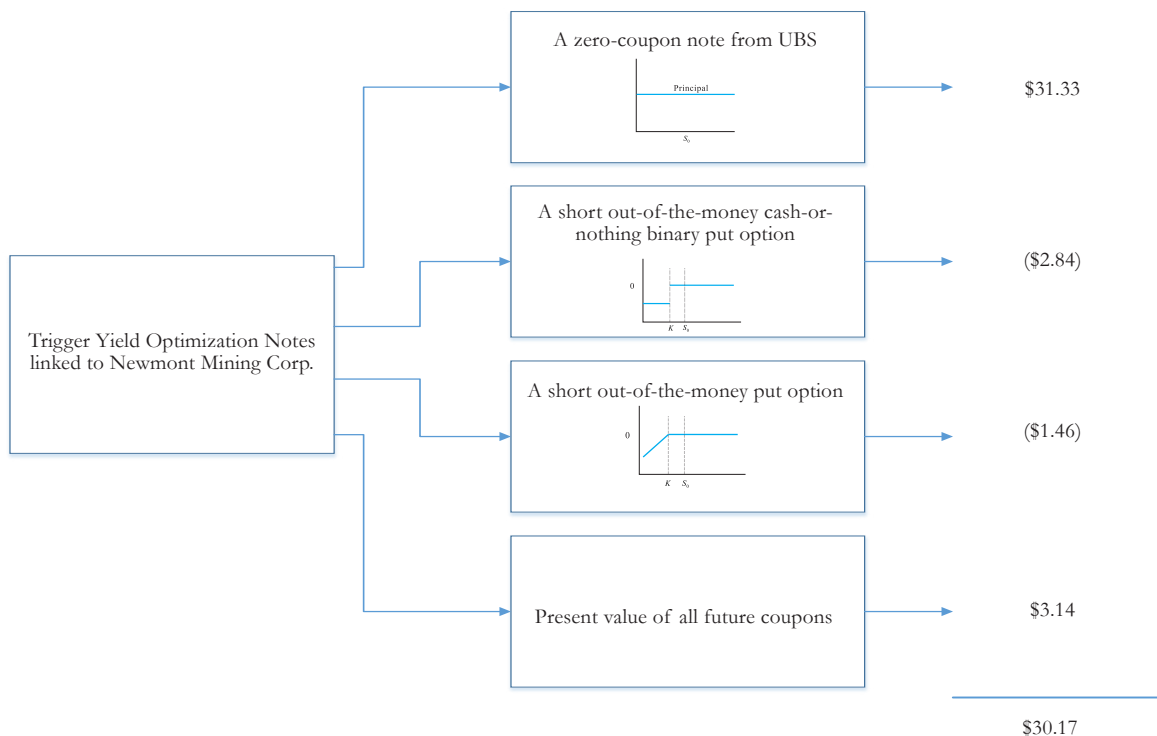 A zero-coupon note from UBS
Principal
S₀
$31.33
A short out-of-the-money cash-or-
nothing binary put option
0
K S₀
($2.84)
Trigger Yield Optimization Notes
linked to Newmont Mining Corp.
A short out-of-the-money put option
0
K S₀
($1.46)
Present value of all future coupons
$3.14
$30.17